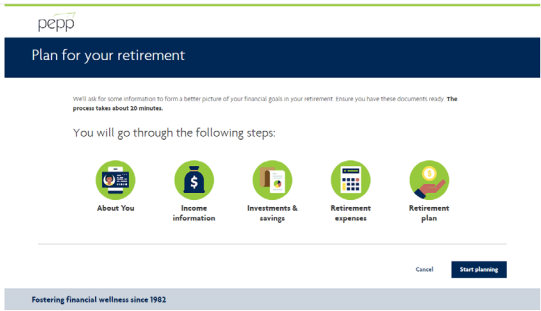 pepp
Plan for your retirement
We'll ask for some information to form a better picture of your financial goals in your retirement. Ensure you have these documents ready. The
process takes about 20 minutes.
You will go through the following steps:
About You
Income
information
Investments &
savings
Retirement
expenses
Retirement
plan
Cancel
Start planning
Fostering financial wellness since 1982